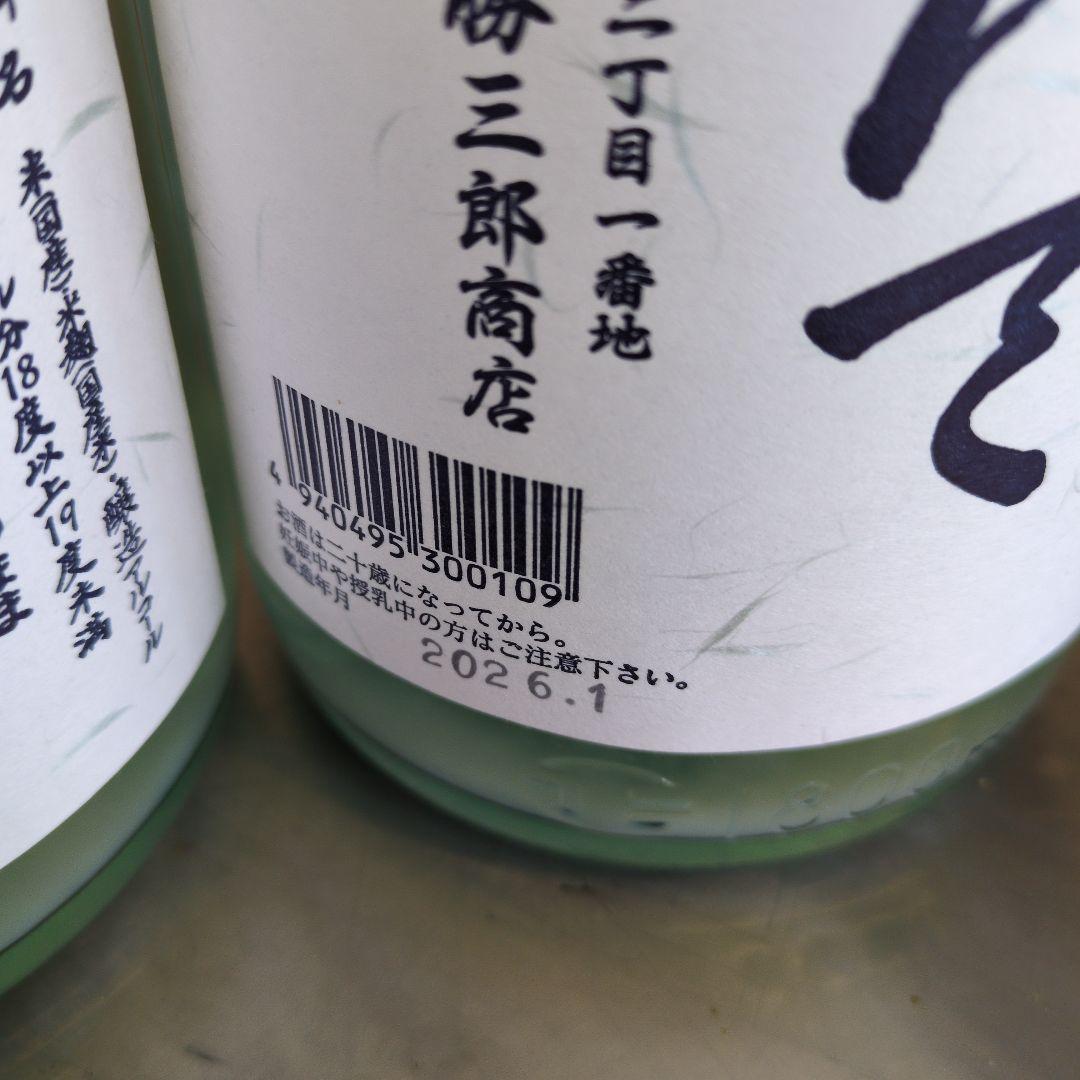 二丁目一番地
勝三郎商店
4 940495 300109
お酒は二十歳になってから。
妊娠中や授乳中の方はご注意下さい。
製造年月
2026.1
名
米国産)米麹(国産米)・醸造アルコール
ル分18度以上19度未満